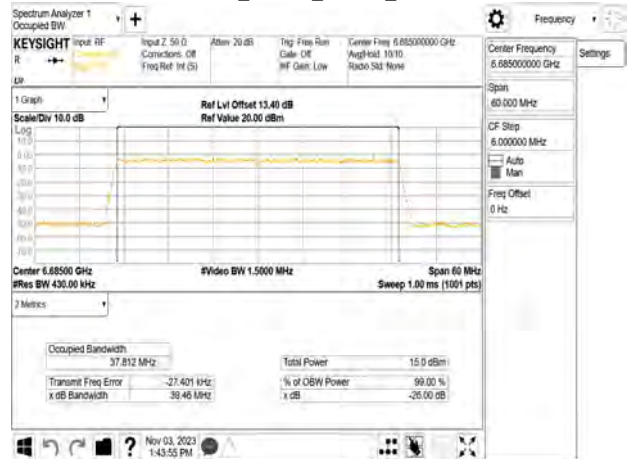 Spectrum Analyzer 1
Occupied BW
+
Frequency
KEYSIGHT Input: RF
Input Z: 50 Ω
Atten: 20 dB
Trig: Free Run
Center Freq: 6.685000000 GHz
R
Corrections: Off
Gate: Off
Avg|Hold: 10/10
Freq Ref: Int (S)
#IF Gain: Low
Radio Std: None
Center Frequency
6.685000000 GHz
Settings
Span
60.000 MHz
CF Step
6.000000 MHz
Auto
Man
Freq Offset
0 Hz
1 Graph
Ref Lvl Offset 13.40 dB
Scale/Div 10.0 dB
Ref Value 20.00 dBm
Log
Center 6.68500 GHz
#Video BW 1.5000 MHz
Span 60 MHz
#Res BW 430.00 kHz
Sweep 1.00 ms (1001 pts)
2 Metrics
Occupied Bandwidth
37.812 MHz
Total Power
15.0 dBm
Transmit Freq Error
-27.401 kHz
% of OBW Power
99.00 %
x dB Bandwidth
39.46 MHz
x dB
-26.00 dB
?
Nov 03, 2023
1:43:55 PM